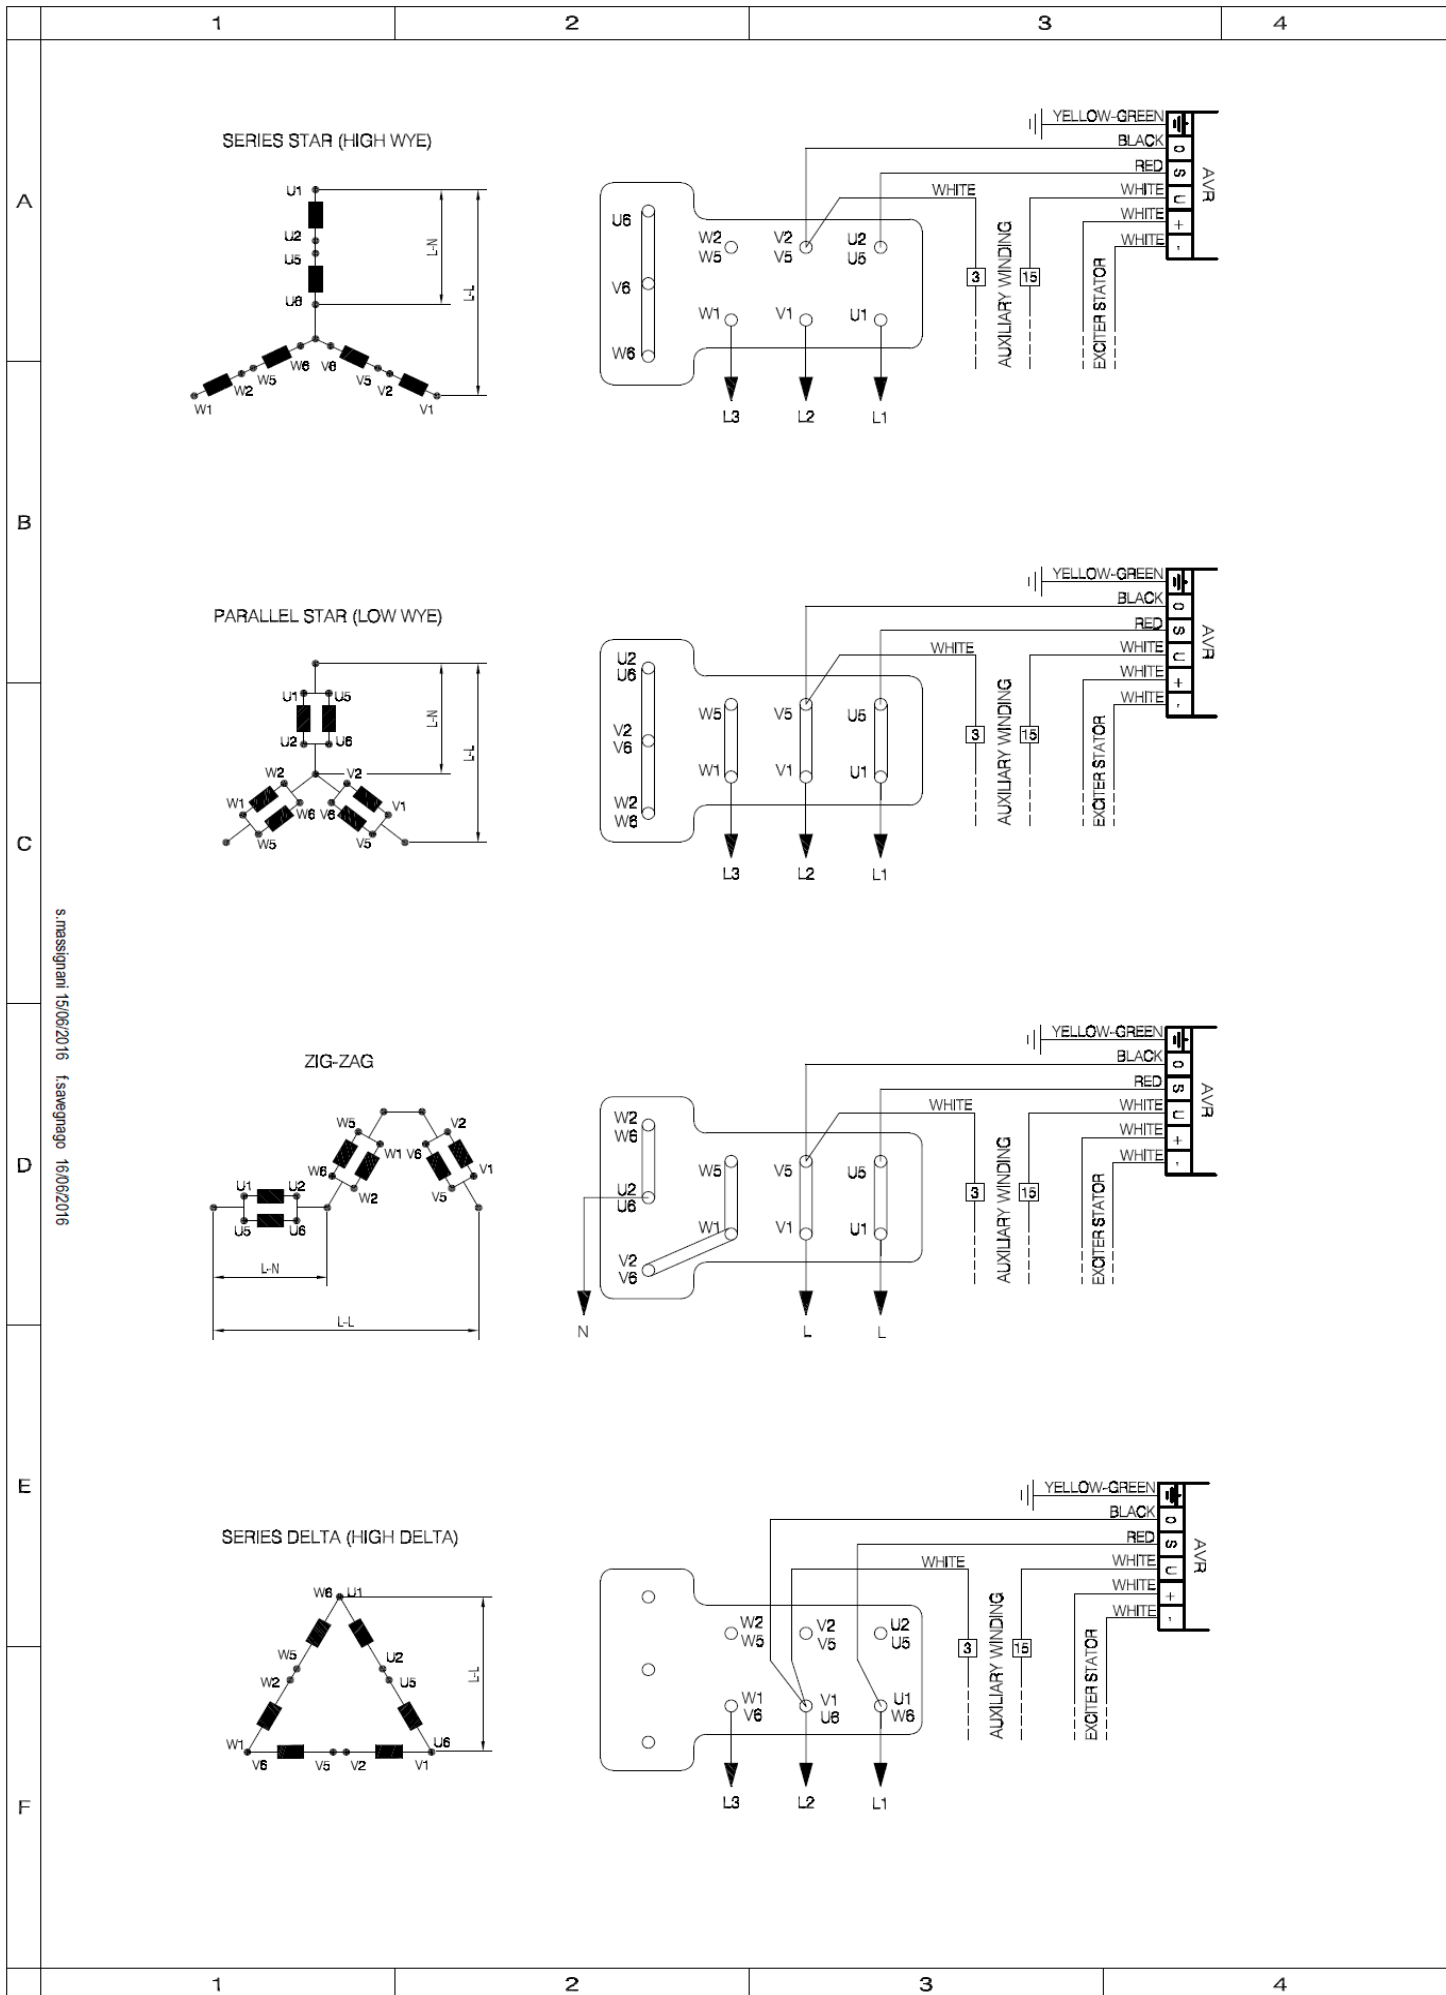 1 2 3 4
A
B
C
D
E
F
s.massignani 15/06/2016 f.savegnago 16/06/2016
SERIES STAR (HIGH WYE)
U1
U2
U5
U6
W6 V6
W5 V5
W2 V2
W1 V1
L-N
L-L
U6
V6
W6
W2 V2 U2
W5 V5 U5
W1 V1 U1
L3 L2 L1
YELLOW-GREEN
BLACK
RED
WHITE WHITE
WHITE
WHITE
0
S
U
+
-
AVR
3
AUXILIARY WINDING
15
EXCITER STATOR
PARALLEL STAR (LOW WYE)
U1 U5
U2 U6
W2 V2
W1 W6 V6 V1
W5 V5
L-N
L-L
U2
U6
V2
V6
W2
W6
W5 V5 U5
W1 V1 U1
L3 L2 L1
YELLOW-GREEN
BLACK
RED
WHITE WHITE
WHITE
WHITE
0
S
U
+
-
AVR
3
AUXILIARY WINDING
15
EXCITER STATOR
ZIG-ZAG
W5 V2
W1 V6
W6 V1
W2 V5
U1 U2
U5 U6
L-N
L-L
W2
W6
U2
U6
V2
V6
W5 V5 U5
W1 V1 U1
N L L
YELLOW-GREEN
BLACK
RED
WHITE WHITE
WHITE
WHITE
0
S
U
+
-
AVR
3
AUXILIARY WINDING
15
EXCITER STATOR
SERIES DELTA (HIGH DELTA)
W6 U1
W5 U2
W2 U5
W1 U6
V6 V5 V2 V1
L-L
W2 V2 U2
W5 V5 U5
W1 V1 U1
V6 U6 W6
L3 L2 L1
YELLOW-GREEN
BLACK
RED
WHITE WHITE
WHITE
WHITE
0
S
U
+
-
AVR
3
AUXILIARY WINDING
15
EXCITER STATOR
1 2 3 4